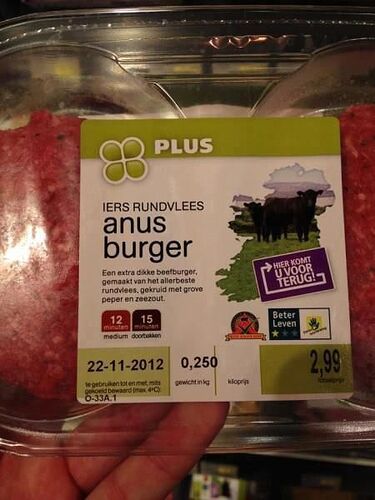 PLUS
IERS RUNDVLEES
anus
burger
Een extra dikke beefburger,
gemaakt van het allerbeste
rundvlees, gekruid met grove
peper en zeezout.
HIER KOMT
U VOOR
TERUG!
12
minuten
15
minuten
medium doorbakken
Beter
Leven
22-11-2012
0,250
2,99
te gebruiken tot en met, mits
gekoeld bewaard (max. 4°C):
gewicht in kg
kiloprijs
O-33A.1